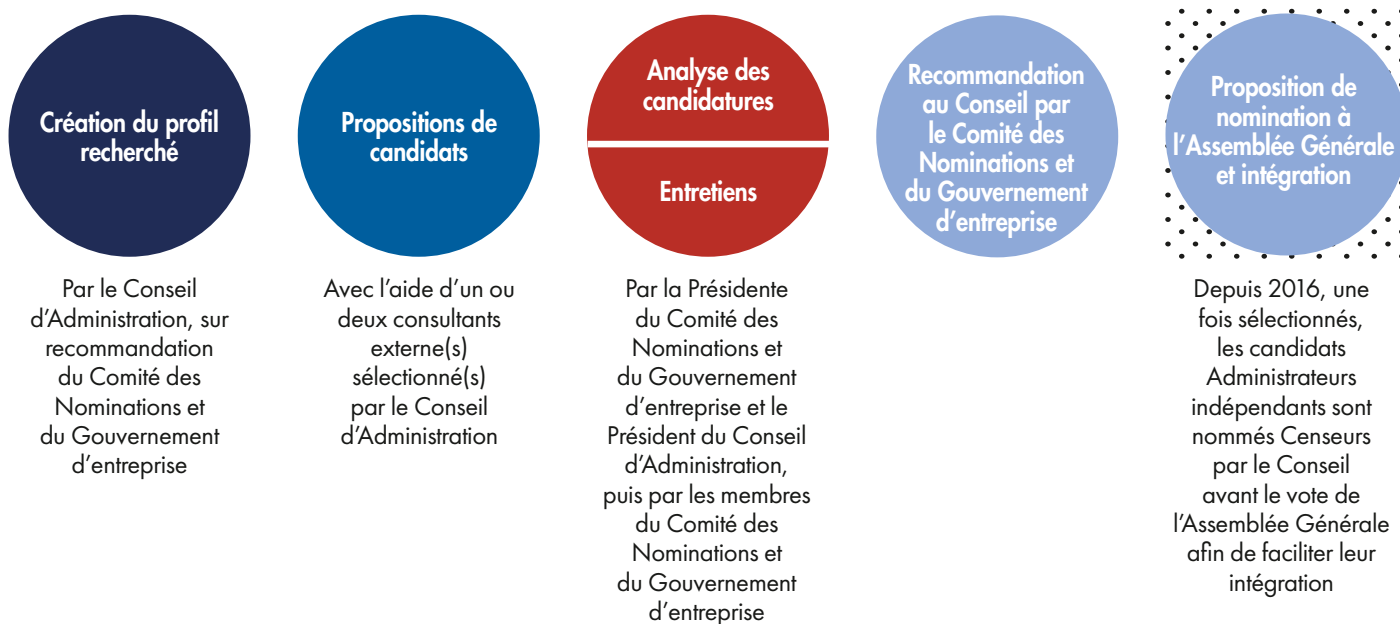 Création du profil
recherché
Par le Conseil
d’Administration, sur
recommandation
du Comité des
Nominations et
du Gouvernement
d’entreprise
Propositions de
candidats
Avec l’aide d’un ou
deux consultants
externe(s)
sélectionné(s)
par le Conseil
d’Administration
Analyse des
candidatures
Entretiens
Par la Présidente
du Comité des
Nominations et
du Gouvernement
d’entreprise et le
Président du Conseil
d’Administration,
puis par les membres
du Comité des
Nominations et
du Gouvernement
d’entreprise
Recommandation
au Conseil par
le Comité des
Nominations et
du Gouvernement
d’entreprise
Proposition de
nomination à
l’Assemblée Générale
et intégration
Depuis 2016, une
fois sélectionnés,
les candidats
Administrateurs
indépendants sont
nommés Censeurs
par le Conseil
avant le vote de
l’Assemblée Générale
afin de faciliter leur
intégration